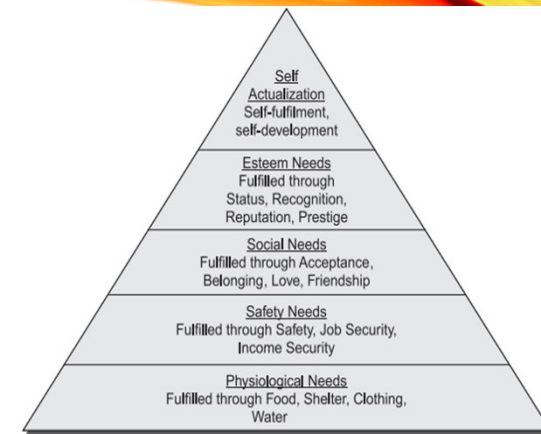 Self
Actualization
Self-fulfilment,
self-development
Esteem Needs
Fulfilled through
Status, Recognition,
Reputation, Prestige
Social Needs
Fulfilled through Acceptance,
Belonging, Love, Friendship
Safety Needs
Fulfilled through Safety, Job Security,
Income Security
Physiological Needs
Fulfilled through Food, Shelter, Clothing,
Water